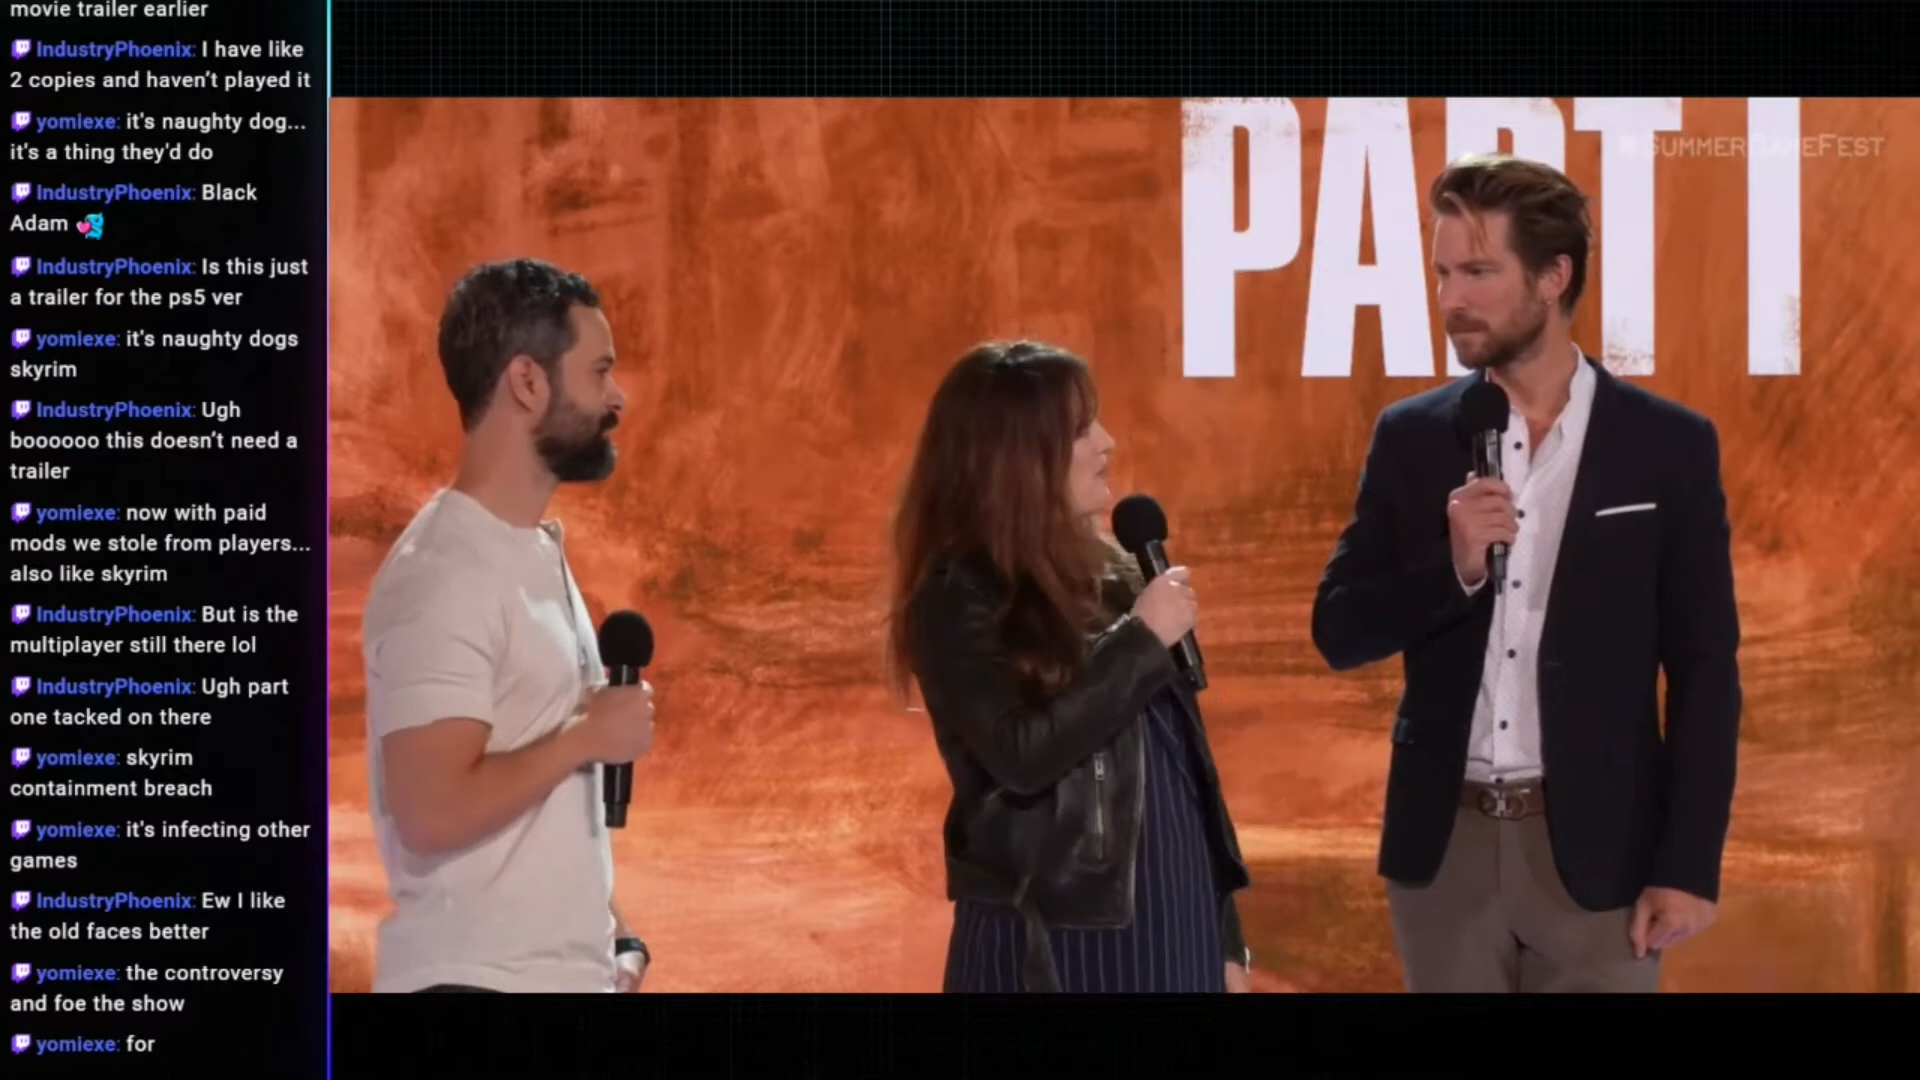 movie trailer earlier
IndustryPhoenix: I have like
2 copies and haven't played it
yomiexe: it's naughty dog...
it's a thing they'd do
IndustryPhoenix: Black
Adam
IndustryPhoenix: Is this just
a trailer for the ps5 ver
yomiexe: it's naughty dogs
skyrim
IndustryPhoenix: Ugh
boooooo this doesn't need a
trailer
yomiexe: now with paid
mods we stole from players...
also like skyrim
IndustryPhoenix: But is the
multiplayer still there lol
IndustryPhoenix: Ugh part
one tacked on there
yomiexe: skyrim
containment breach
yomiexe: it's infecting other
games
IndustryPhoenix: Ew I like
the old faces better
yomiexe: the controversy
and foe the show
yomiexe: for
PART I
#SUMMERGAMEFEST